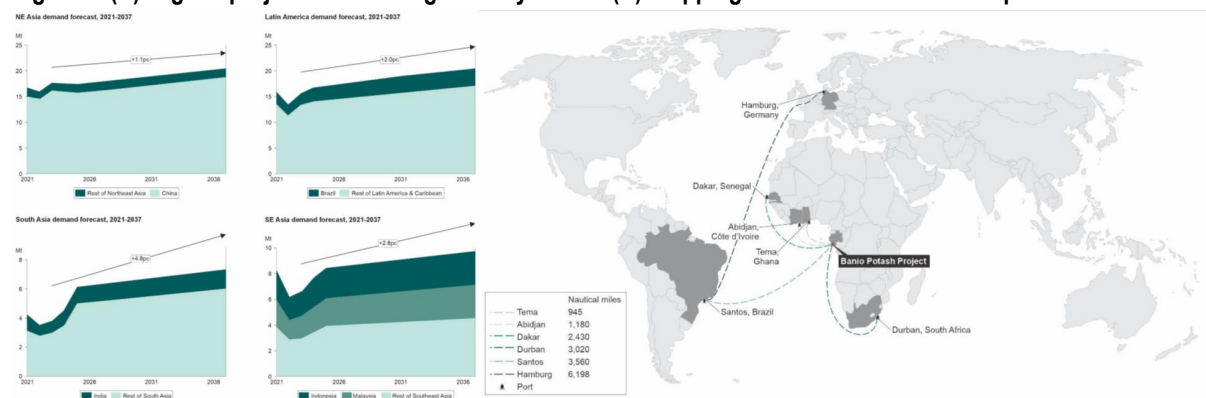 NE Asia demand forecast, 2021-2037
Mt
25
20
15
10
5
0
+1.1pc
2021
2026
2031
2036
Rest of Northeast Asia
China
Latin America demand forecast, 2021-2037
Mt
25
20
15
10
5
0
+2.0pc
2021
2026
2031
2036
Brazil
Rest of Latin America & Caribbean
South Asia demand forecast, 2021-2037
Mt
8
6
4
2
0
+4.8pc
2021
2026
2031
2036
India
Rest of South Asia
SE Asia demand forecast, 2021-2037
Mt
10
8
6
4
2
0
+2.8pc
2021
2026
2031
2036
Indonesia
Malaysia
Rest of Southeast Asia
Hamburg,
Germany
Dakar, Senegal
Abidjan,
Côte d'Ivoire
Tema,
Ghana
Banio Potash Project
Santos, Brazil
Durban, South Africa
Nautical miles
Tema 945
Abidjan 1,180
Dakar 2,430
Durban 3,020
Santos 3,560
Hamburg 6,198
Port